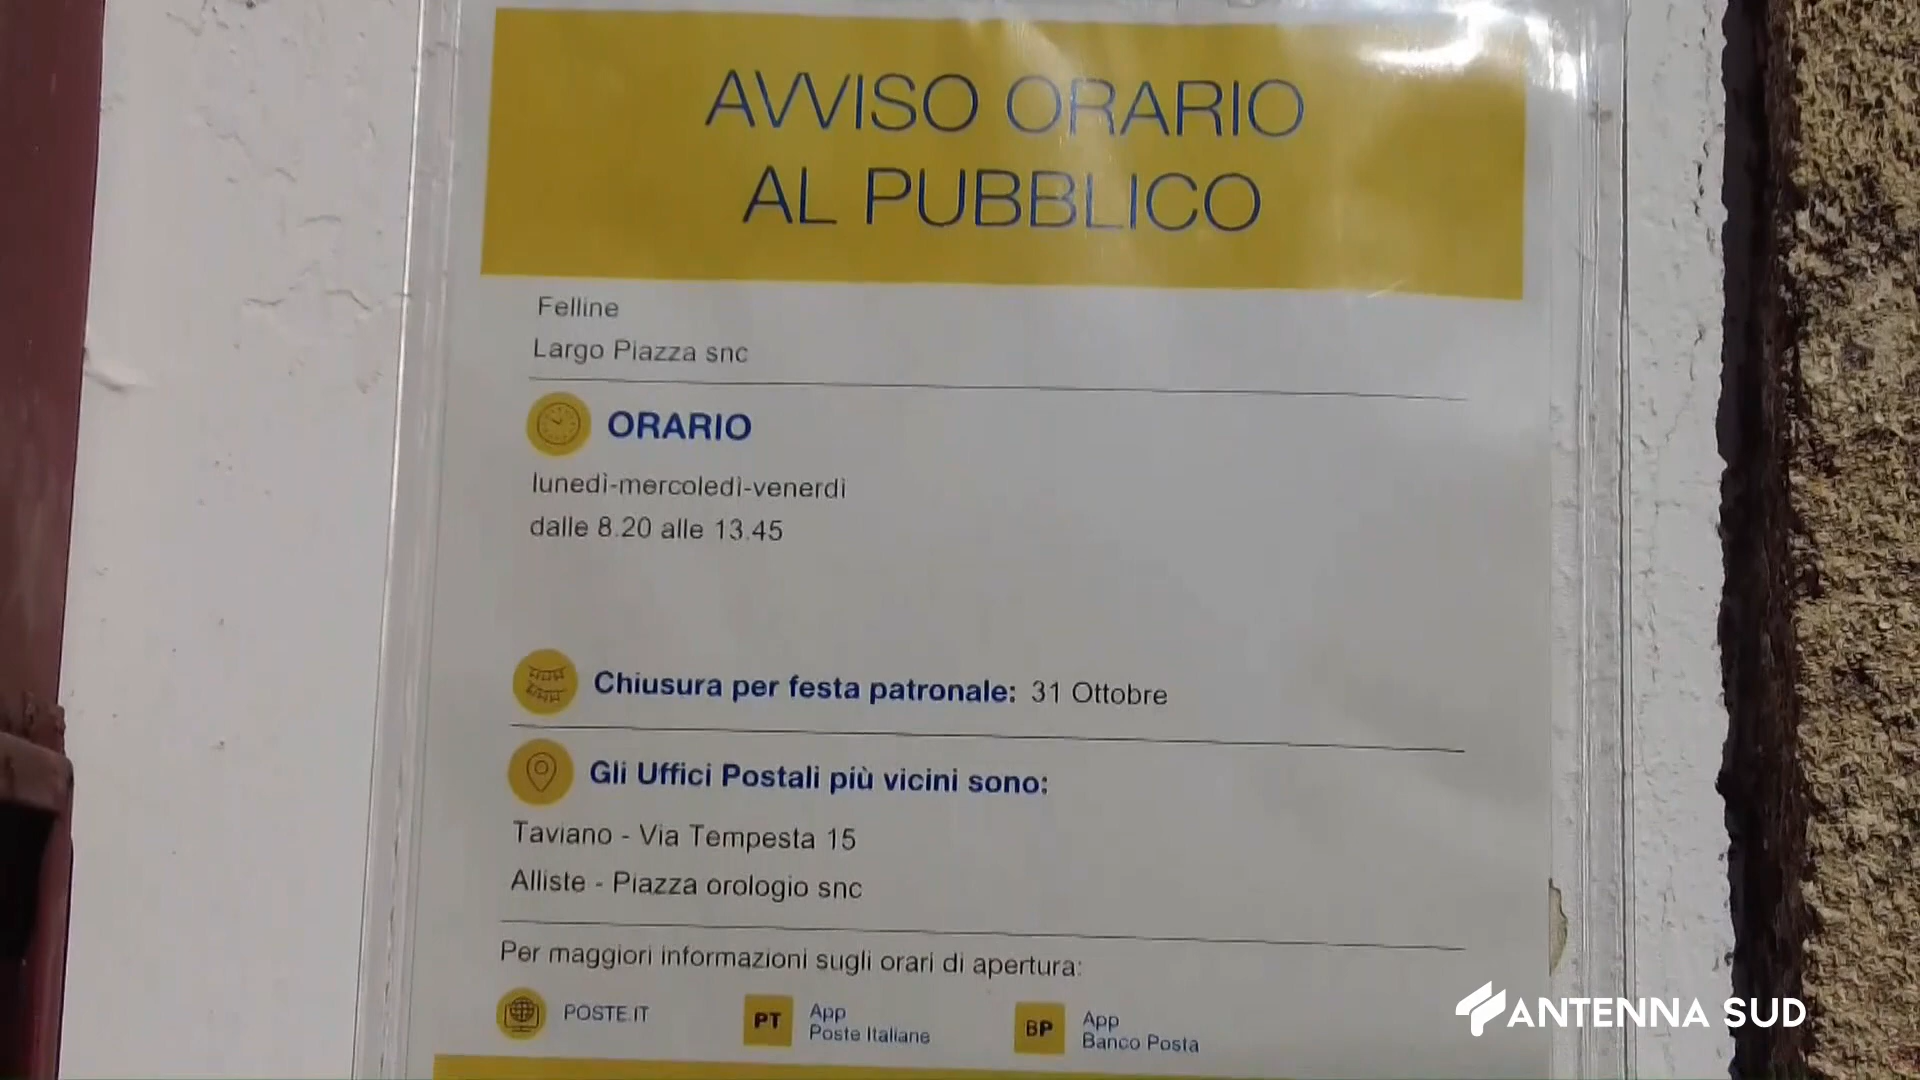 AVVISO ORARIO
AL PUBBLICO
Felline
Largo Piazza snc
ORARIO
lunedì-mercoledì-venerdì
dalle 8.20 alle 13.45
Chiusura per festa patronale: 31 Ottobre
Gli Uffici Postali più vicini sono:
Taviano - Via Tempesta 15
Alliste - Piazza orologio snc
Per maggiori informazioni sugli orari di apertura:
POSTE.IT
PT
App
Poste Italiane
BP
App
Banco Posta
ANTENNA SUD